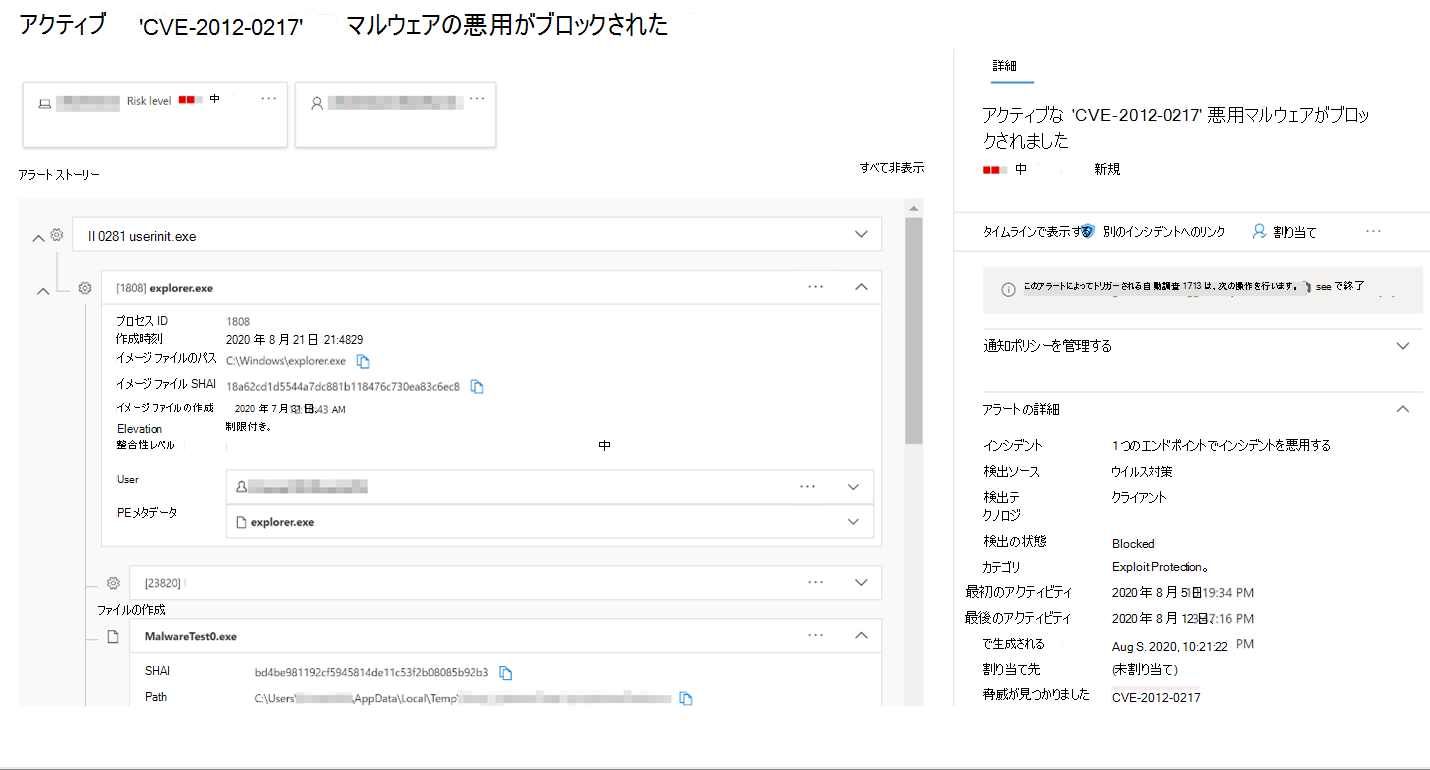 アクティブ 'CVE-2012-0217' マルウェアの悪用がブロックされた
Risk level 中 ...
...
アラート ストーリー
すべて非表示
II 0281 userinit.exe
[1808] explorer.exe ...
プロセス ID 1808
作成時刻 2020 年 8 月 21 日 21:4829
イメージ ファイルのパス C:\Windows\explorer.exe
イメージ ファイル SHAI 18a62cd1d5544a7dc881b118476c730ea83c6ec8
イメージ ファイルの作成 2020 年 7 月 31 日 :43 AM
Elevation 制限付き。
整合性レベル 中
User ...
PEメタデータ explorer.exe
[23820] ...
ファイルの作成
MalwareTest0.exe ...
SHAI bd4be981192cf5945814de11c53f2b08085b92b3
Path C:\Users\ \AppData\Local\Temp\
詳細
アクティブな 'CVE-2012-0217' 悪用マルウェアがブロッ
クされました
中 新規
タイムラインで表示する 別のインシデントへのリンク 割り当て ...
このアラートによってトリガーされる自動調査 1713 は、次の操作を行います。 see で終了
通知ポリシーを管理する
アラートの詳細
インシデント 1 つのエンドポイントでインシデントを悪用する
検出ソース ウイルス対策
検出テ クライアント
クノロジ
検出の状態 Blocked
カテゴリ Exploit Protection。
最初のアクティビティ 2020 年 8 月 5 日 19:34 PM
最後のアクティビティ 2020 年 8 月 12 日、 7:16 PM
で生成される Aug S. 2020, 10:21:22 PM
割り当て先 (未割り当て)
脅威が見つかりました CVE-2012-0217